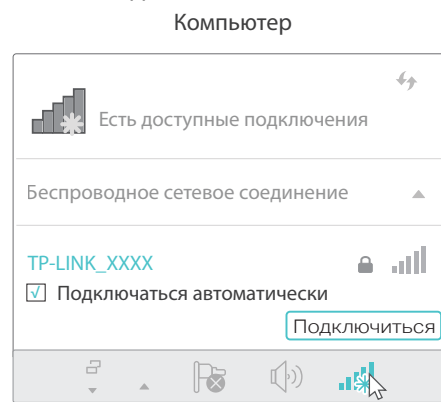 Компьютер
Есть доступные подключения
Беспроводное сетевое соединение
TP-LINK_XXXX
Подключаться автоматически
Подключиться